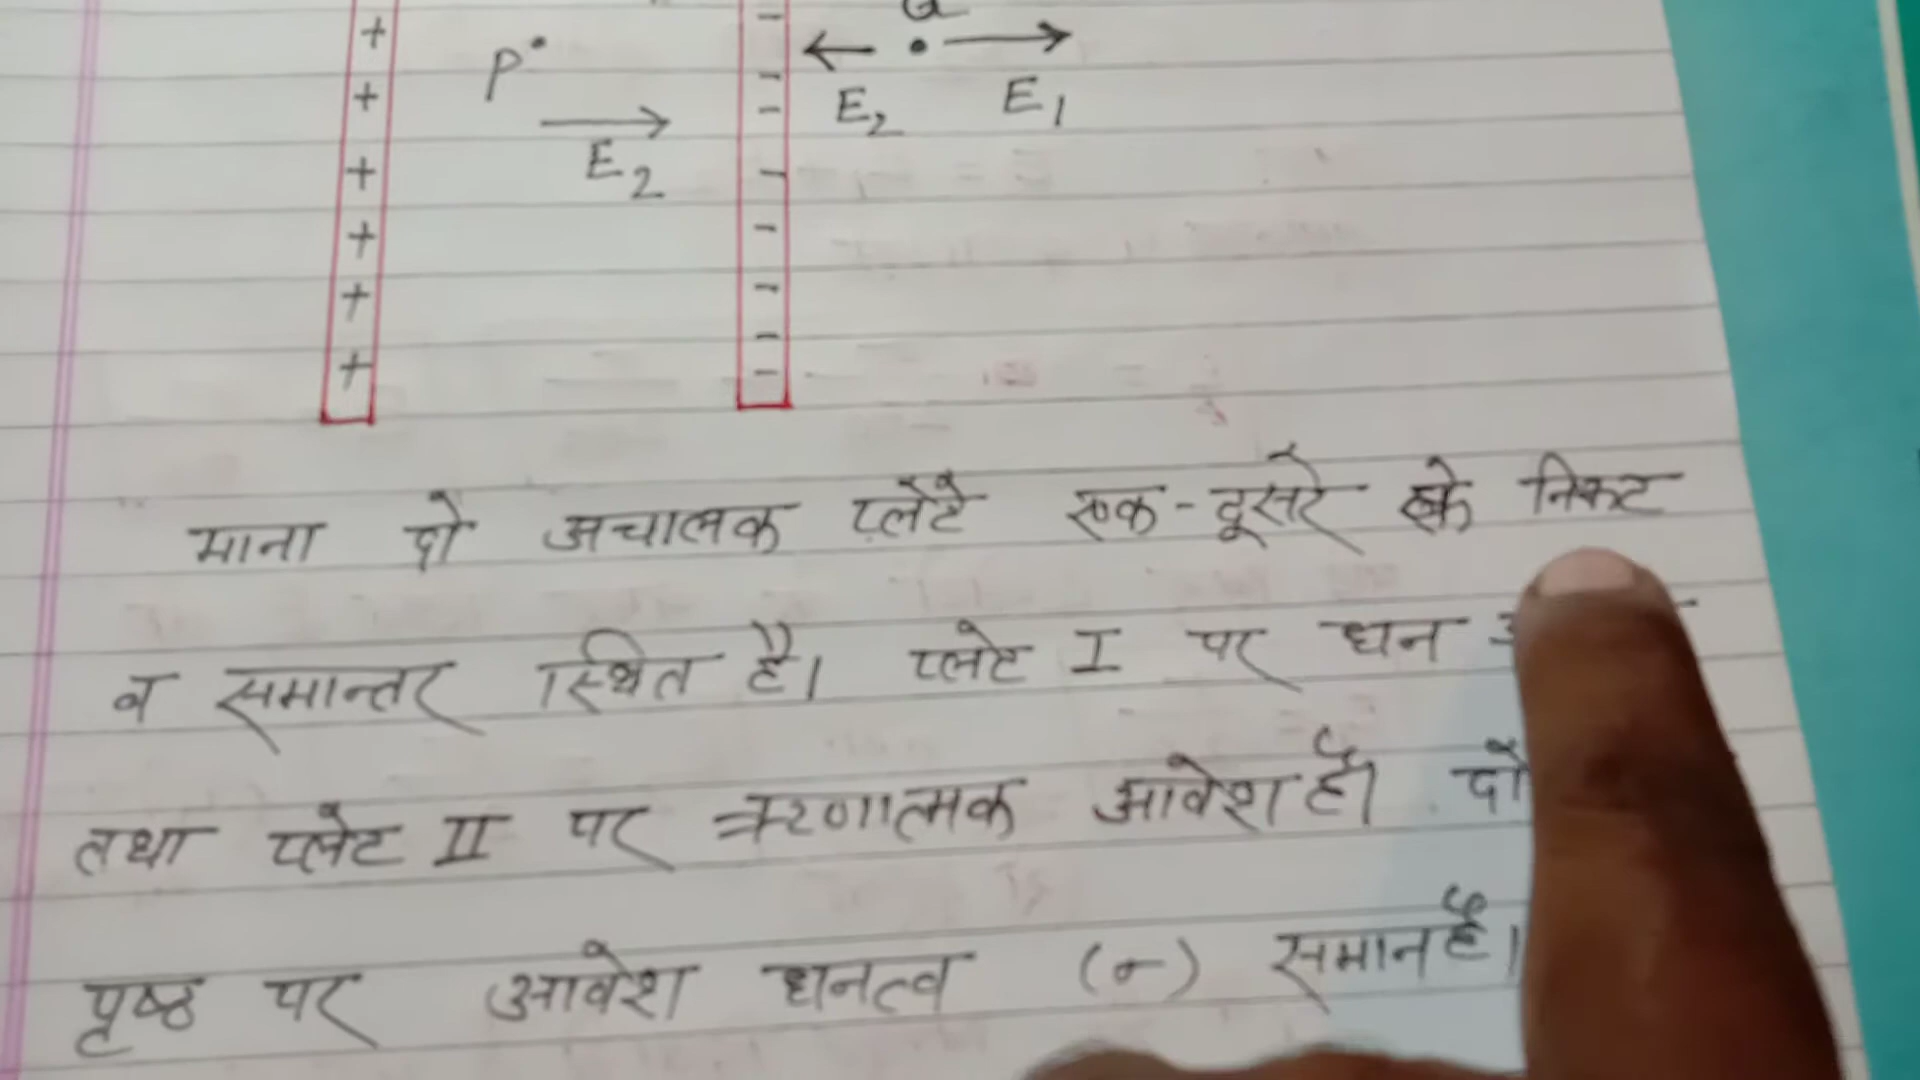 + - Q
+ P - E₂ E₁
E₂ -
+ -
+ -
+ -
+ -
माना दो अचालक प्लेटें एक-दूसरे के निकट
व समान्तर स्थित है। प्लेट I पर धन
तथा प्लेट II पर ऋणात्मक आवेश है।
पृष्ठ पर आवेश घनत्व (σ) समान है।